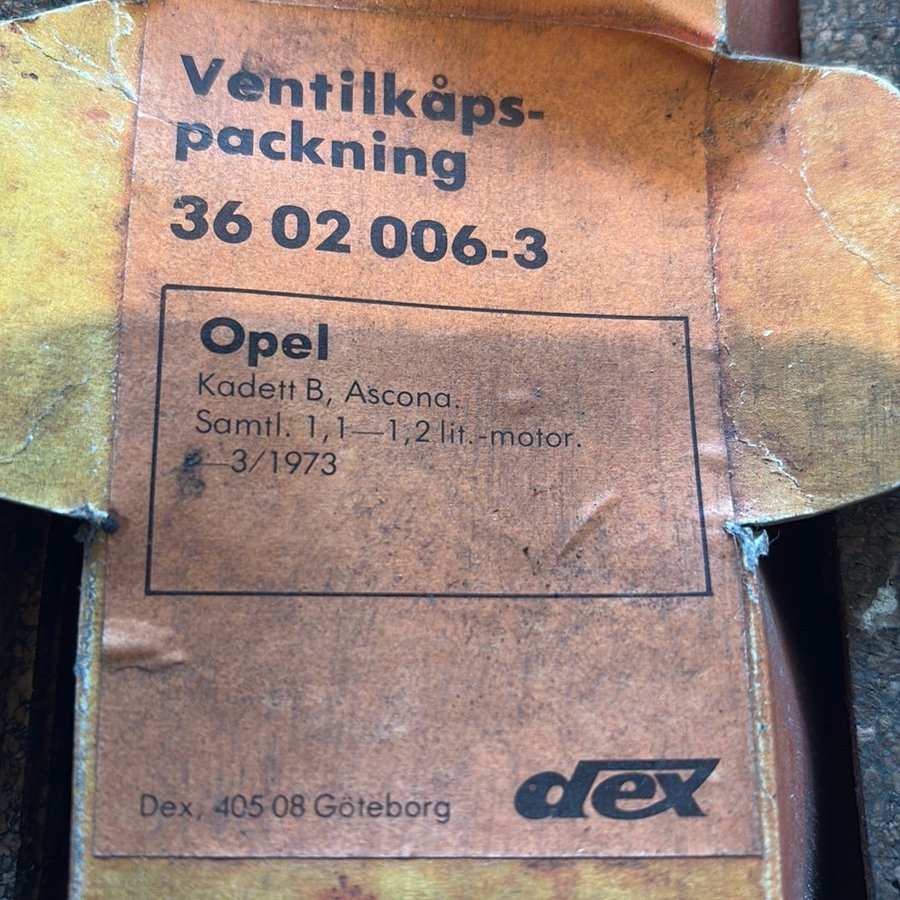 Ventilkåps-
packning
36 02 006-3
Opel
Kadett B, Ascona.
Samtl. 1,1—1,2 lit.-motor.
—3/1973
Dex, 405 08 Göteborg
dex